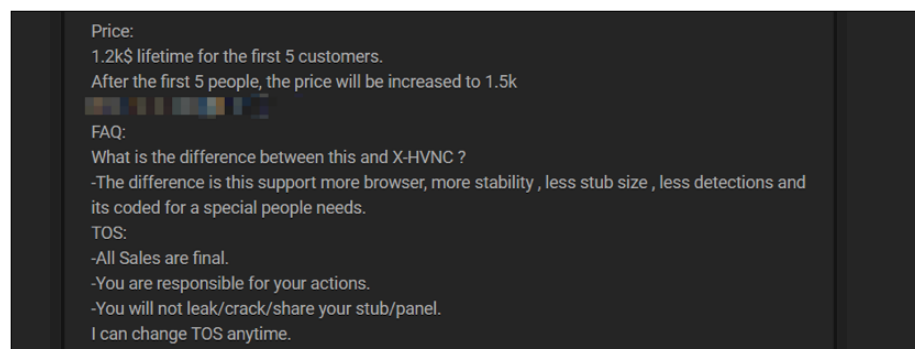 Price:
1.2k$ lifetime for the first 5 customers.
After the first 5 people, the price will be increased to 1.5k
FAQ:
What is the difference between this and X-HVNC ?
-The difference is this support more browser, more stability , less stub size , less detections and
its coded for a special people needs.
TOS:
-All Sales are final.
-You are responsible for your actions.
-You will not leak/crack/share your stub/panel.
I can change TOS anytime.